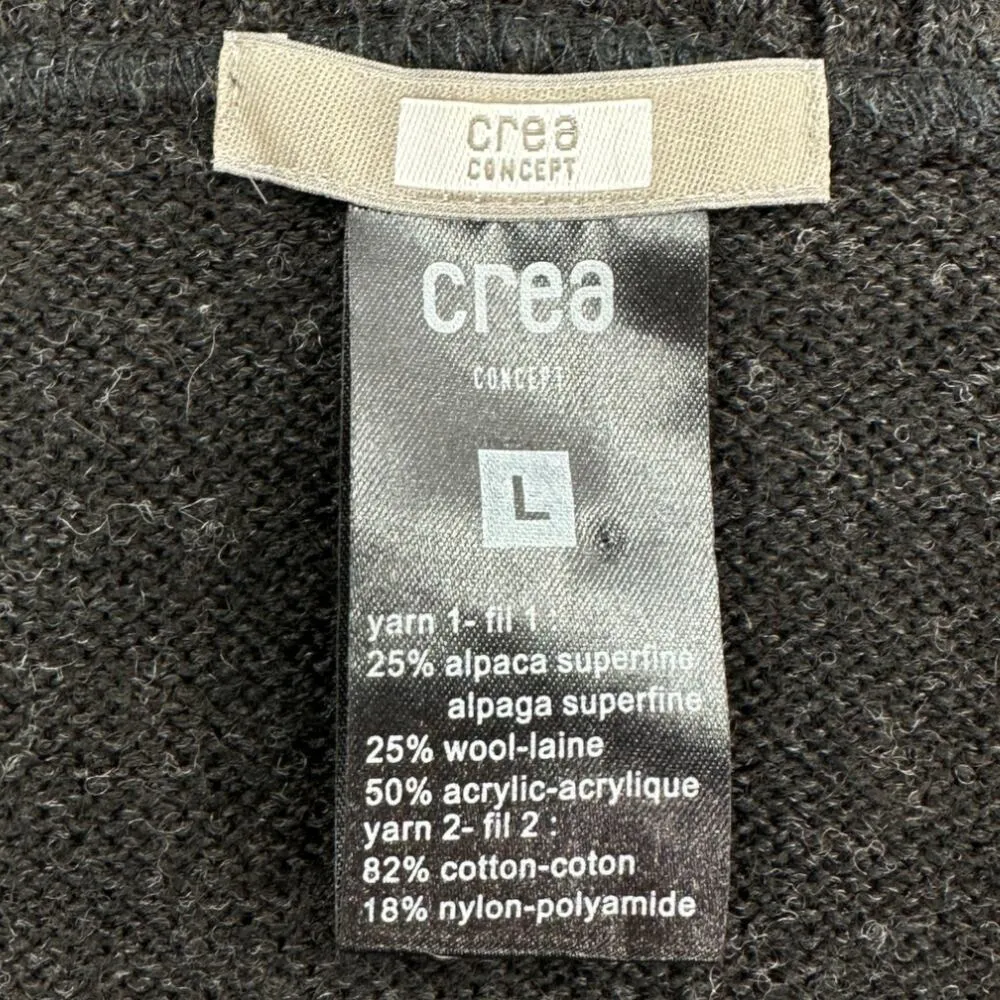 crea
CONCEPT
crea
CONCEPT
L
yarn 1- fil 1 :
25% alpaca superfine
alpaga superfine
25% wool-laine
50% acrylic-acrylique
yarn 2- fil 2 :
82% cotton-coton
18% nylon-polyamide